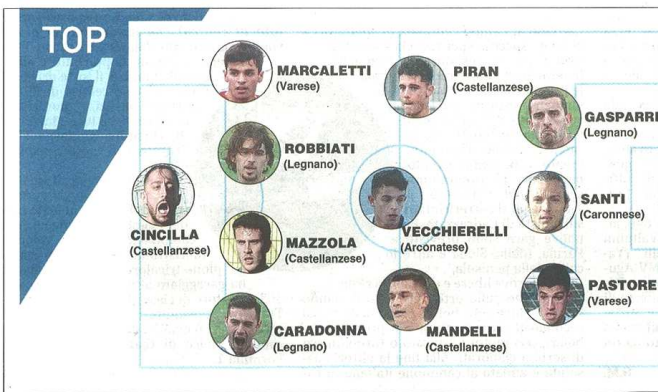 TOP
11
MARCALETTI
(Varese)
PIRAN
(Castellanzese)
GASPARRI
(Legnano)
ROBBIATI
(Legnano)
CINCILLA
(Castellanzese)
MAZZOLA
(Castellanzese)
VECCHIERELLI
(Arconatese)
SANTI
(Caronnese)
CARADONNA
(Legnano)
MANDELLI
(Castellanzese)
PASTORE
(Varese)